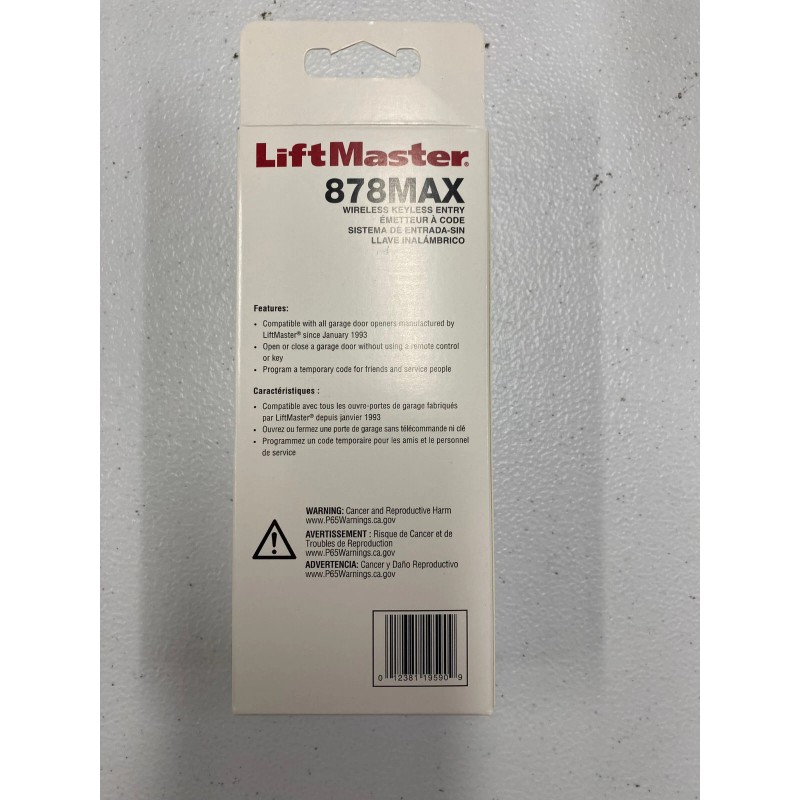 LiftMaster®
878MAX
WIRELESS KEYLESS ENTRY
ÉMETTEUR À CODE
SISTEMA DE ENTRADA-SIN
LLAVE INALÁMBRICO
Features:
• Compatible with all garage door openers manufactured by
LiftMaster® since January 1993
• Open or close a garage door without using a remote control
or key
• Program a temporary code for friends and service people
Caractéristiques :
• Compatible avec tous les ouvre-portes de garage fabriqués
par LiftMaster® depuis janvier 1993
• Ouvrez ou fermez une porte de garage sans télécommande ni clé
• Programmez un code temporaire pour les amis et le personnel
de service
WARNING: Cancer and Reproductive Harm
www.P65Warnings.ca.gov
AVERTISSEMENT : Risque de Cancer et de
Troubles de Reproduction
www.P65Warnings.ca.gov
ADVERTENCIA: Cancer y Daño Reproductivo
www.P65Warnings.ca.gov
0 12381 19590 9